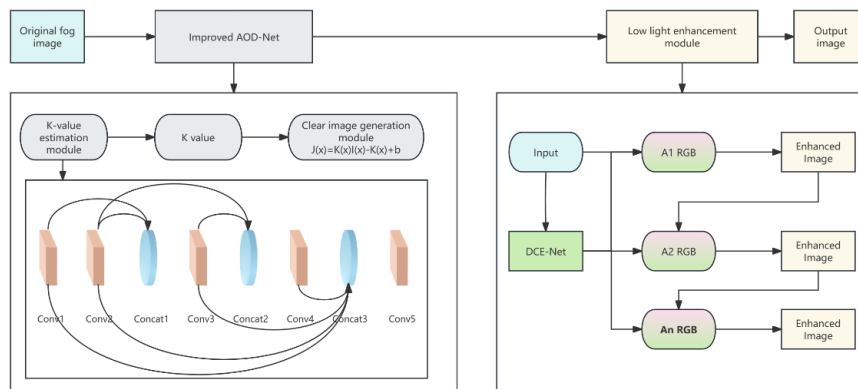 Original fog
image
Improved AOD-Net
Low light enhancement
module
Output
image
K-value
estimation
module
K value
Clear image generation
module
J(x)=K(x)I(x)-K(x)+b
Conv1
Conv2
Concat1
Conv3
Concat2
Conv4
Concat3
Conv5
Input
A1 RGB
Enhanced
Image
DCE-Net
A2 RGB
Enhanced
Image
An RGB
Enhanced
Image